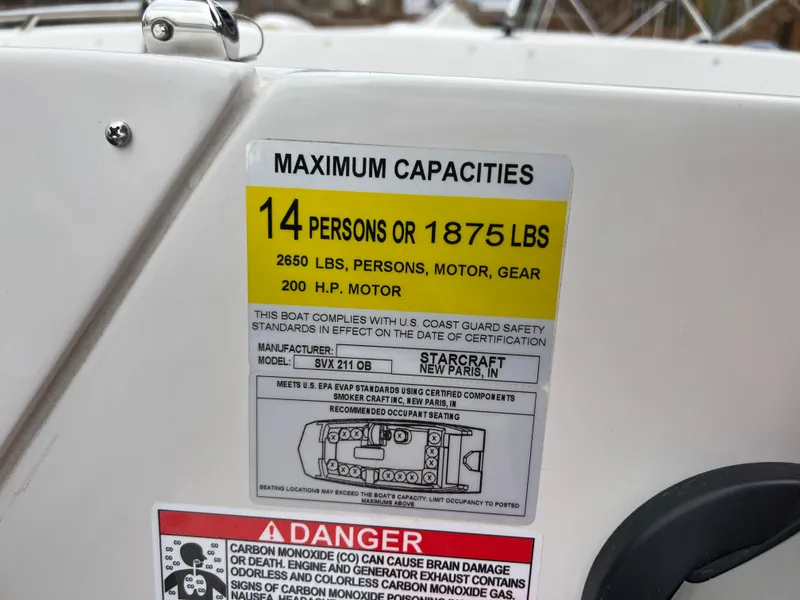 MAXIMUM CAPACITIES
14 PERSONS OR 1875 LBS
2650 LBS, PERSONS, MOTOR, GEAR
200 H.P. MOTOR
THIS BOAT COMPLIES WITH U.S. COAST GUARD SAFETY
STANDARDS IN EFFECT ON THE DATE OF CERTIFICATION
MANUFACTURER: STARCRAFT
MODEL: SVX 211 OB NEW PARIS, IN
MEETS U.S. EPA EVAP STANDARDS USING CERTIFIED COMPONENTS
SMOKER CRAFT INC, NEW PARIS, IN
RECOMMENDED OCCUPANT SEATING
SEATING LOCATIONS MAY EXCEED THE BOAT'S CAPACITY. LIMIT OCCUPANCY TO POSTED
MAXIMUMS ABOVE
DANGER
CARBON MONOXIDE (CO) CAN CAUSE BRAIN DAMAGE
OR DEATH. ENGINE AND GENERATOR EXHAUST CONTAINS
ODORLESS AND COLORLESS CARBON MONOXIDE GAS.
SIGNS OF CARBON MONOXIDE POISONING
NAUSEA,